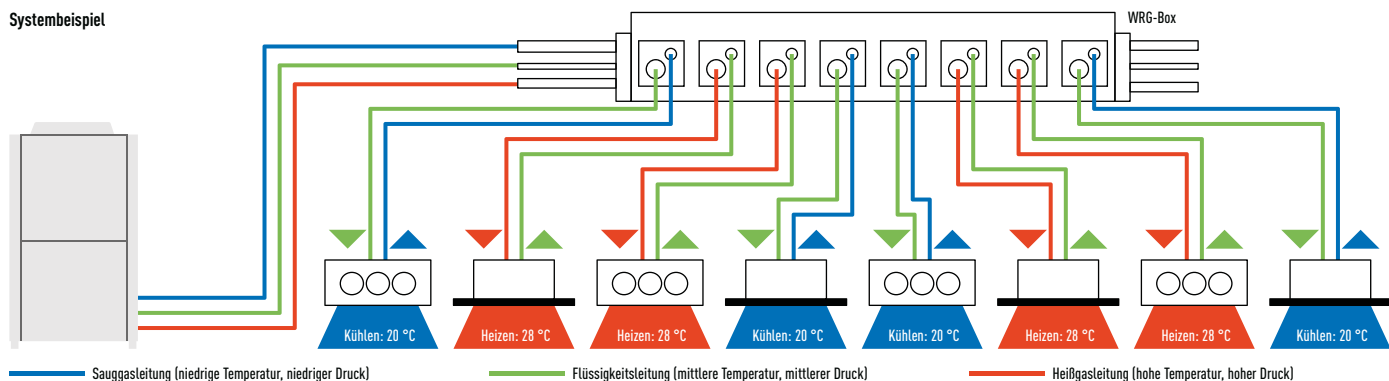 Systembeispiel
WRG-Box
Kühlen: 20 °C
Heizen: 28 °C
Heizen: 28 °C
Kühlen: 20 °C
Kühlen: 20 °C
Heizen: 28 °C
Heizen: 28 °C
Kühlen: 20 °C
Sauggasleitung (niedrige Temperatur, niedriger Druck)
Flüssigkeitsleitung (mittlere Temperatur, mittlerer Druck)
Heißgasleitung (hohe Temperatur, hoher Druck)